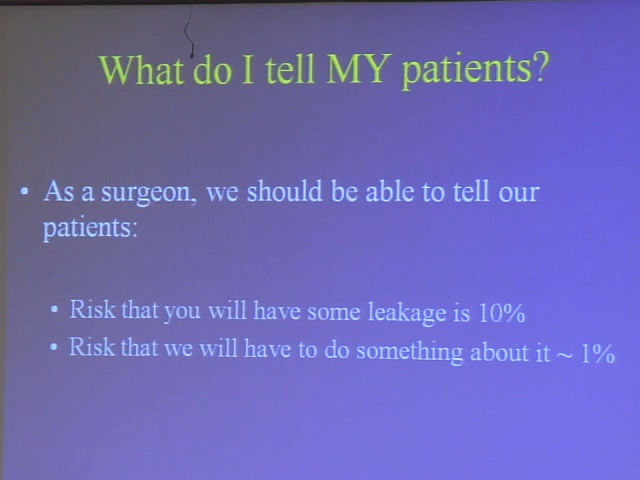 What do I tell MY patients?
• As a surgeon, we should be able to tell our
patients:
• Risk that you will have some leakage is 10%
• Risk that we will have to do something about it ~ 1%